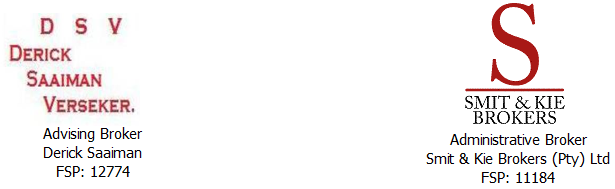 D S V
DERICK
SAAIMAN
VERSEKER.
Advising Broker
Derick Saaiman
FSP: 12774
S
SMIT & KIE
BROKERS
Administrative Broker
Smit & Kie Brokers (Pty) Ltd
FSP: 11184